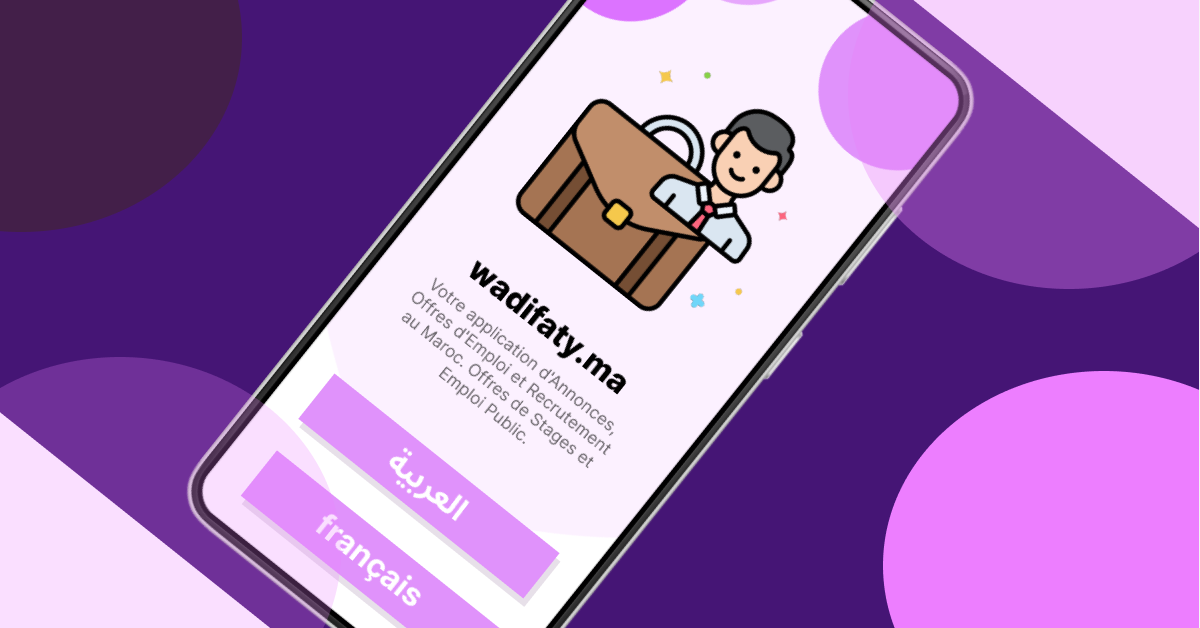 wadifaty.ma
Votre application d'Annonces,
Offres d'Emploi et Recrutement
au Maroc. Offres de Stages et
Emploi Public.
العربية
français